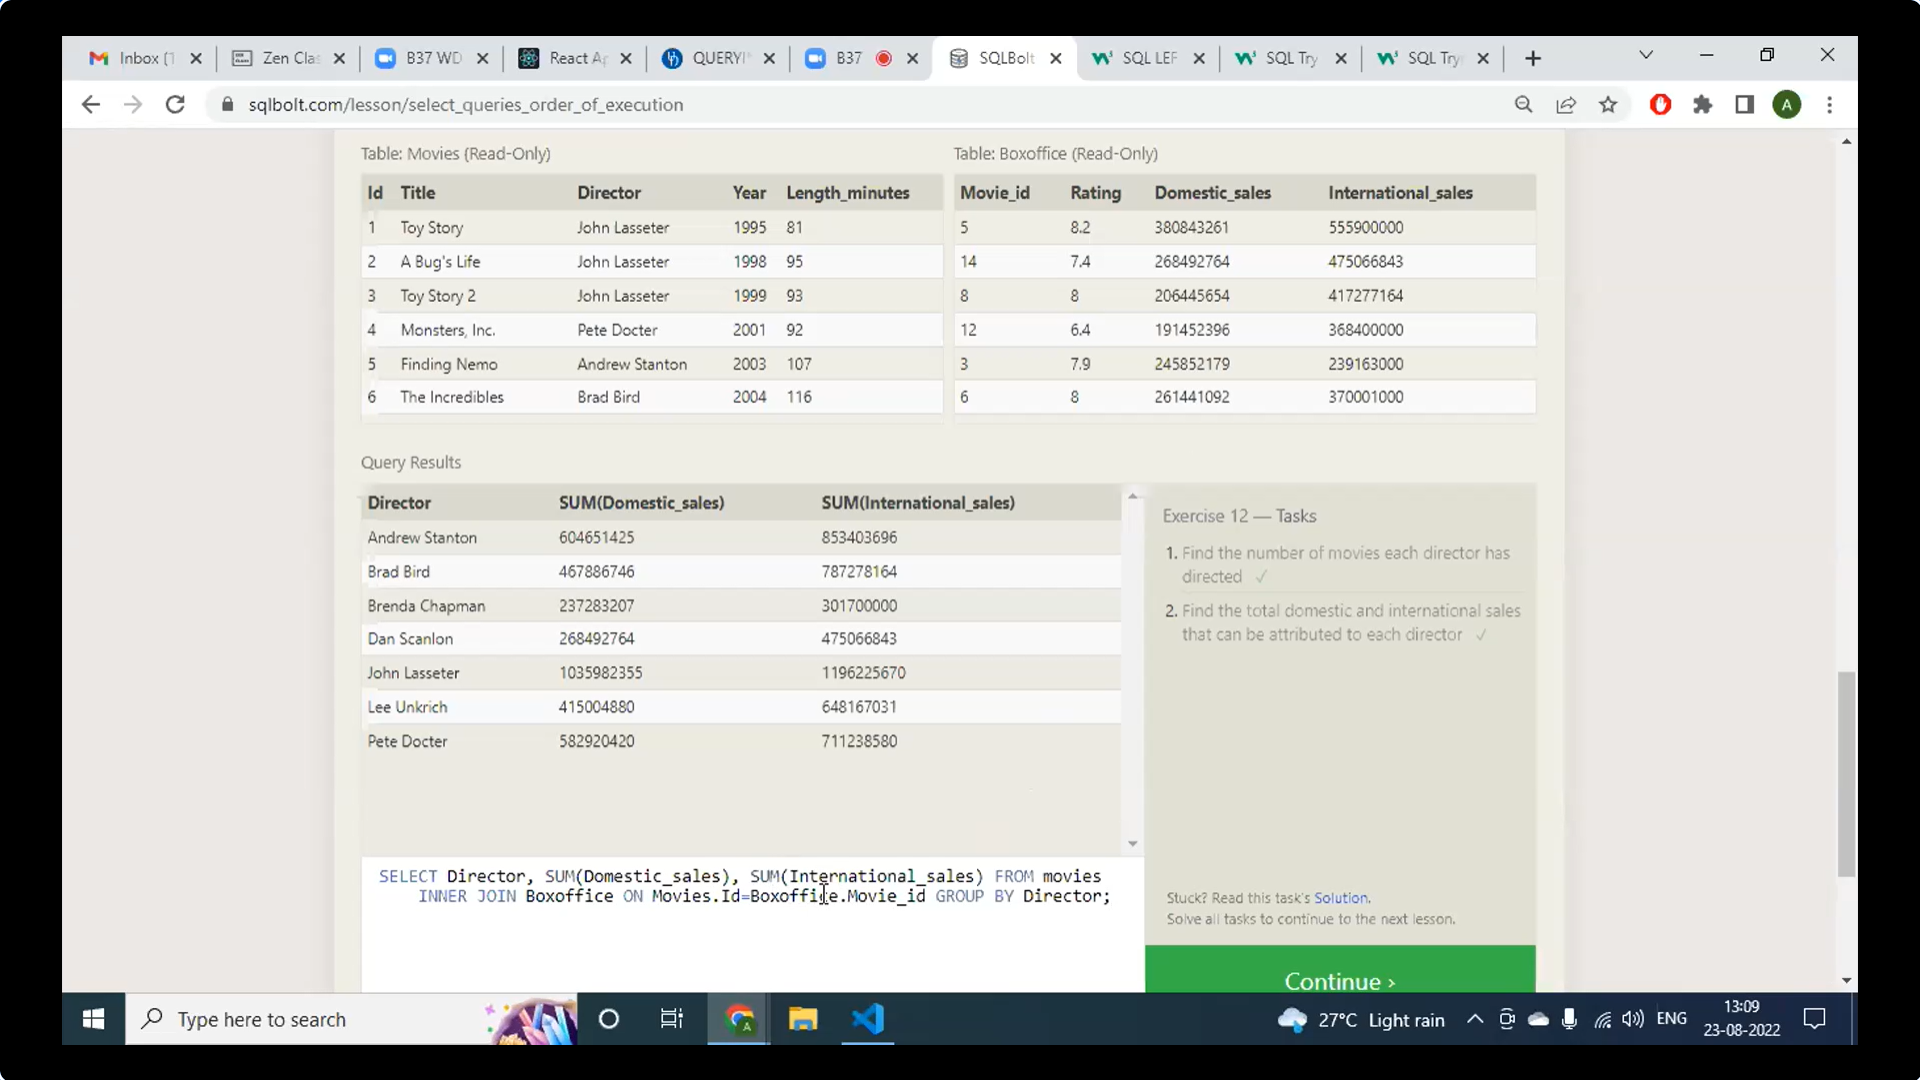 Inbox (1
Zen Clas
B37 WD
React Ap
QUERYI
B37
SQLBolt
SQL LEF
SQL Try
SQL Try
sqlbolt.com/lesson/select_queries_order_of_execution
A
Table: Movies (Read-Only)
Table: Boxoffice (Read-Only)
Id Title Director Year Length_minutes
Movie_id Rating Domestic_sales International_sales
1 Toy Story John Lasseter 1995 81
5 8.2 380843261 555900000
2 A Bug's Life John Lasseter 1998 95
14 7.4 268492764 475066843
3 Toy Story 2 John Lasseter 1999 93
8 8 206445654 417277164
4 Monsters, Inc. Pete Docter 2001 92
12 6.4 191452396 368400000
5 Finding Nemo Andrew Stanton 2003 107
3 7.9 245852179 239163000
6 The Incredibles Brad Bird 2004 116
6 8 261441092 370001000
Query Results
Director SUM(Domestic_sales) SUM(International_sales)
Andrew Stanton 604651425 853403696
Brad Bird 467886746 787278164
Brenda Chapman 237283207 301700000
Dan Scanlon 268492764 475066843
John Lasseter 1035982355 1196225670
Lee Unkrich 415004880 648167031
Pete Docter 582920420 711238580
Exercise 12 — Tasks
1. Find the number of movies each director has
directed ✓
2. Find the total domestic and international sales
that can be attributed to each director ✓
SELECT Director, SUM(Domestic_sales), SUM(International_sales) FROM movies
INNER JOIN Boxoffice ON Movies.Id=Boxoffice.Movie_id GROUP BY Director;
Stuck? Read this task's Solution.
Solve all tasks to continue to the next lesson.
Continue ›
Type here to search
27°C Light rain
ENG
13:09
23-08-2022